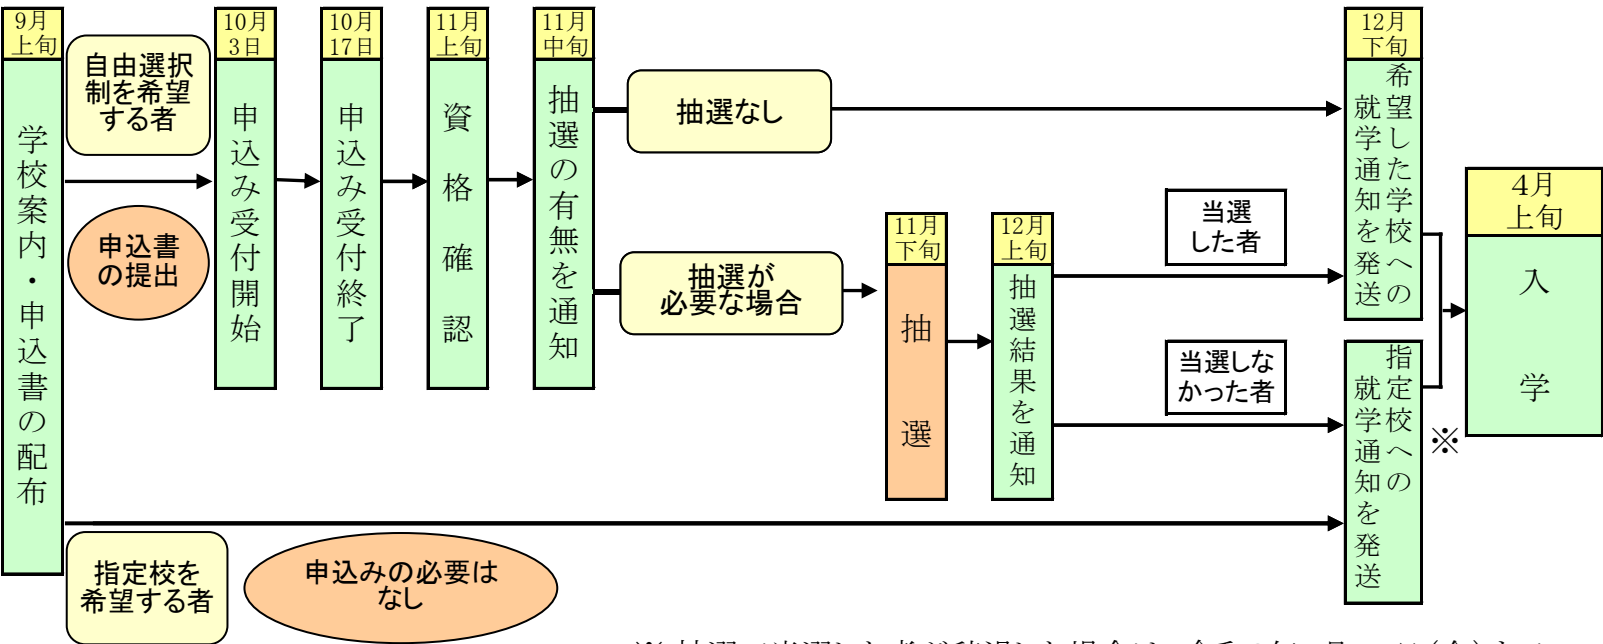 9月
上旬
学校案内・申込書の配布
自由選択
制を希望
する者
申込書
の提出
10月
3日
申込み受付開始
10月
17日
申込み受付終了
11月
上旬
資格確認
11月
中旬
抽選の有無を通知
抽選なし
抽選が
必要な場合
11月
下旬
抽選
12月
上旬
抽選結果を通知
当選
した者
当選しな
かった者
12月
下旬
希望した学校への
就学通知を発送
指定校への
就学通知を発送
※
4月
上旬
入学
指定校を
希望する者
申込みの必要は
なし